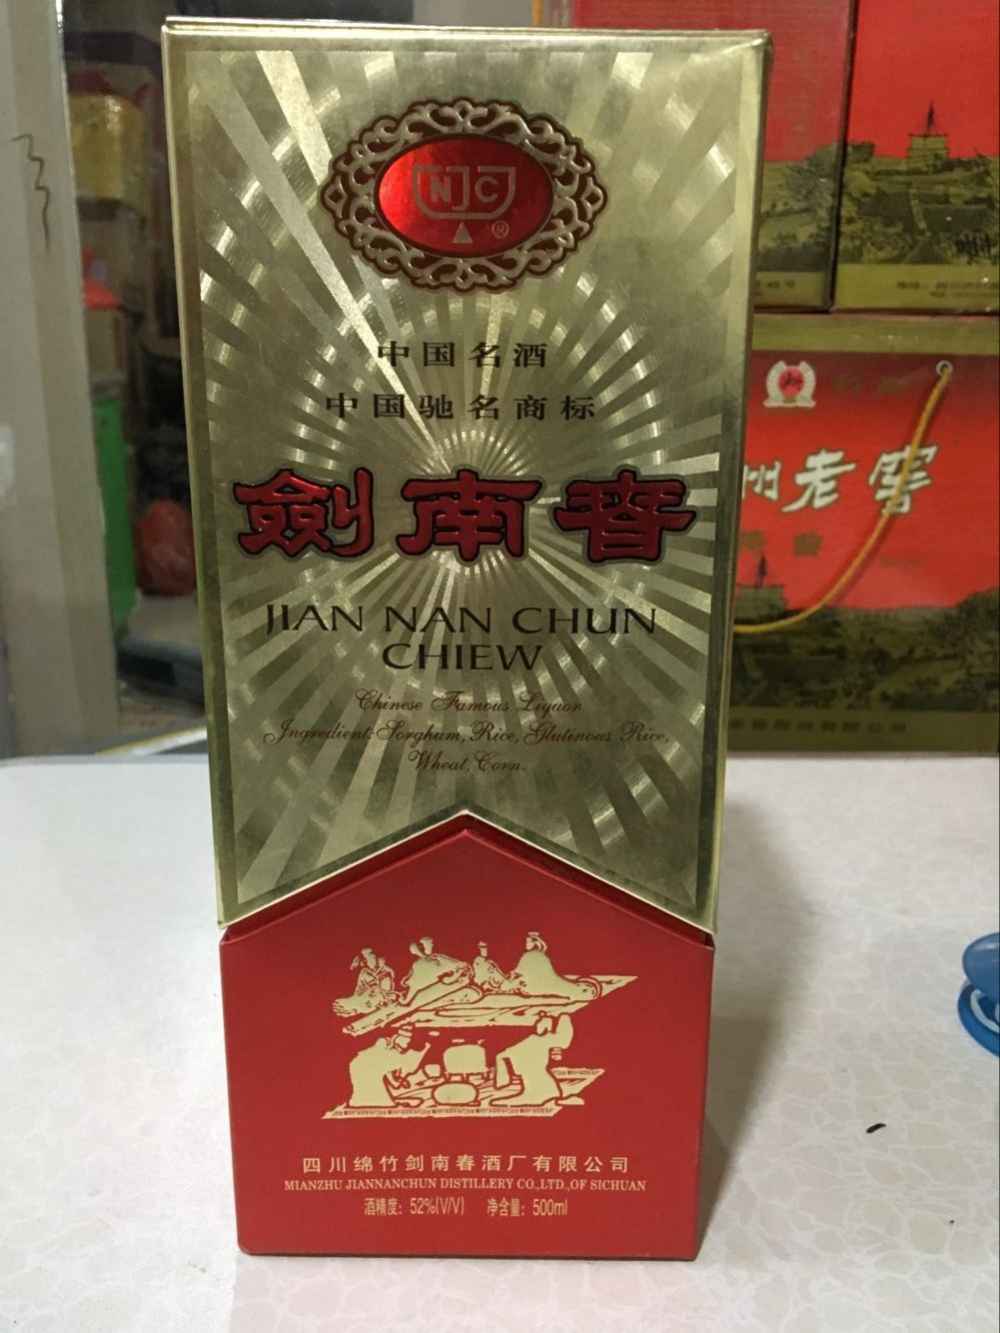 NJC
®
中国名酒
中国驰名商标
劍南春
JIAN NAN CHUN
CHIEW
Chinese Famous Liquor
Ingredient:Sorghum, Rice, Glutenous Rice,
Wheat, Corn.
四川绵竹剑南春酒厂有限公司
MIANZHU JIANNANCHUN DISTILLERY CO.,LTD.,OF SICHUAN
酒精度：52%(V/V) 净含量：500ml
州老窖